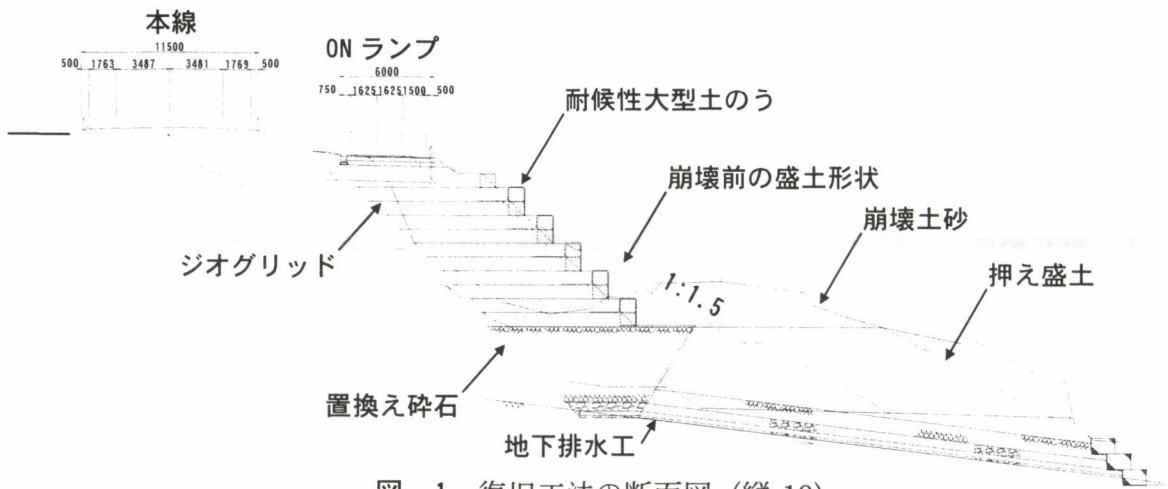 本線
11500
500 1763 3487 3481 1769 500
ONランプ
6000
750 1625 1625 1500 500
耐候性大型土のう
崩壊前の盛土形状
崩壊土砂
押え盛土
ジオグリッド
1:1.5
置換え砕石
地下排水工